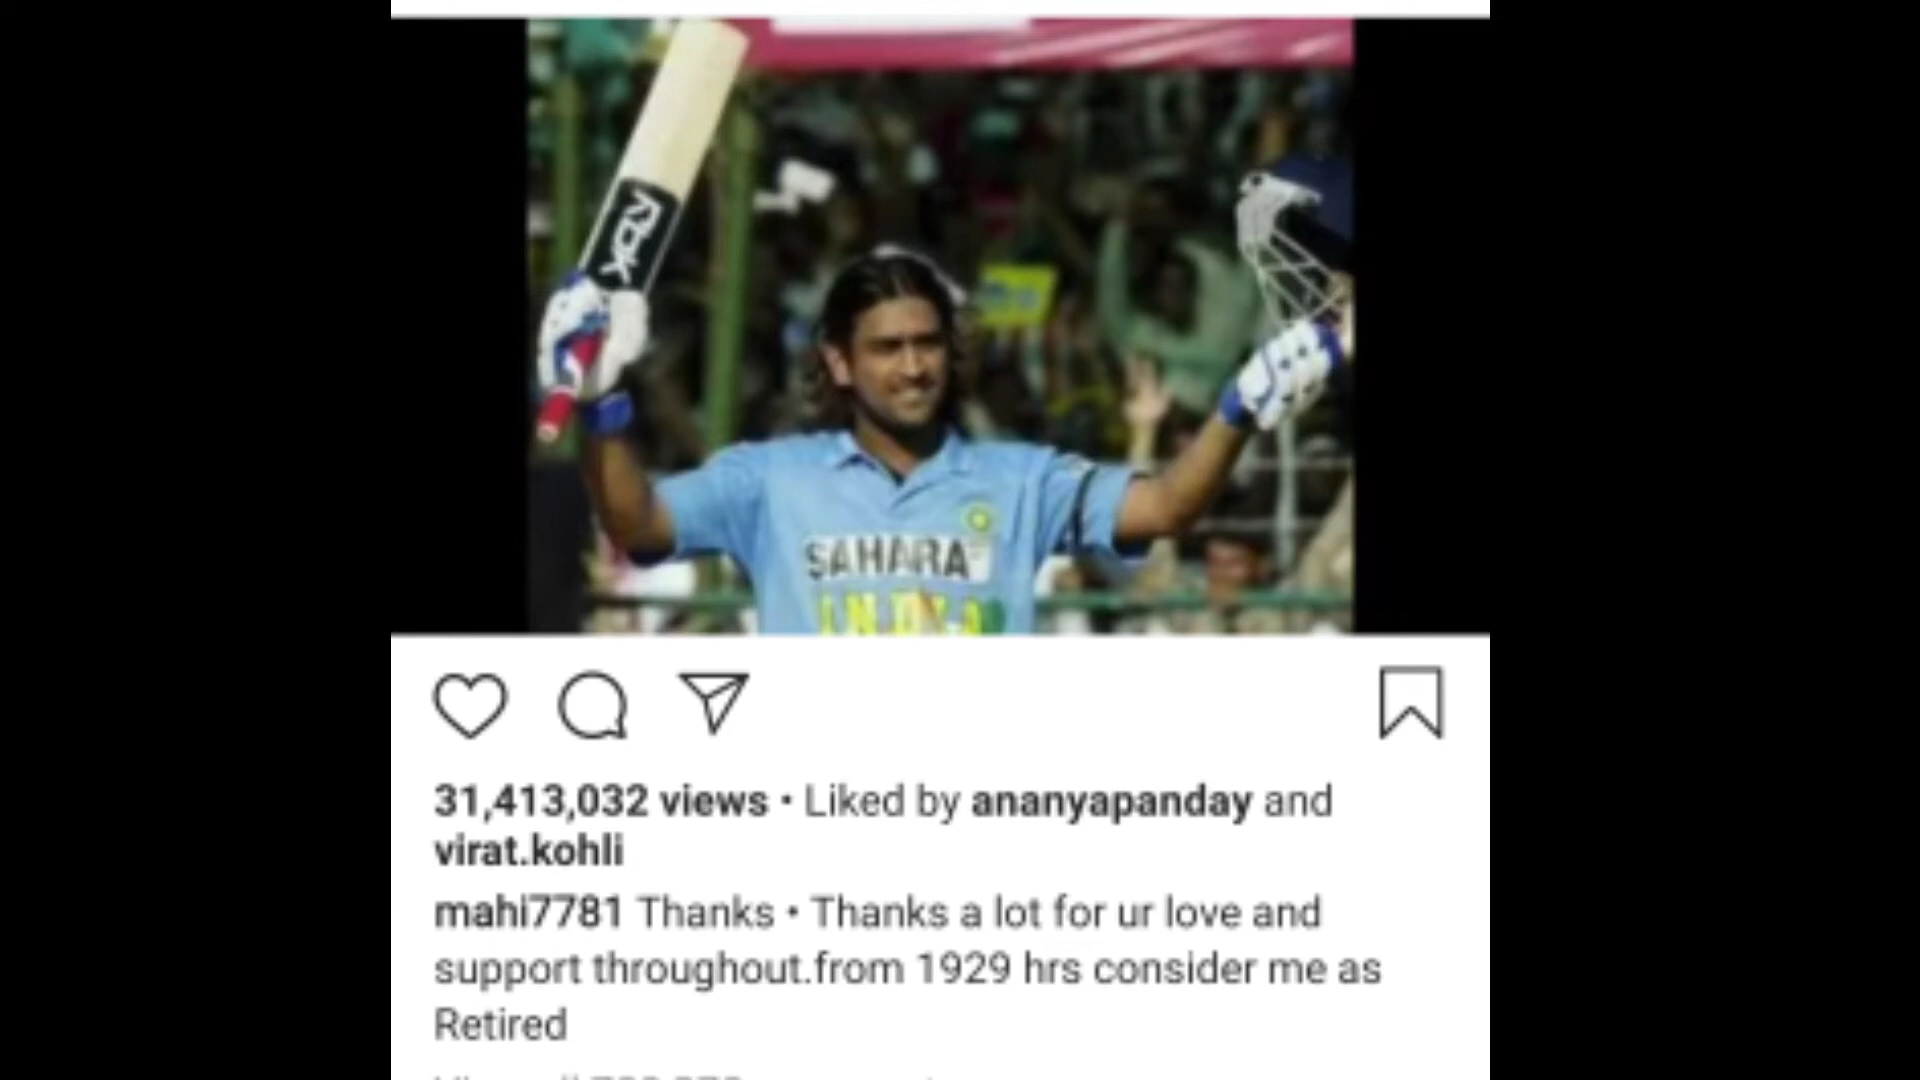 RBK
SAHARA
INDIA
31,413,032 views • Liked by ananyapanday and
virat.kohli
mahi7781 Thanks • Thanks a lot for ur love and
support throughout.from 1929 hrs consider me as
Retired